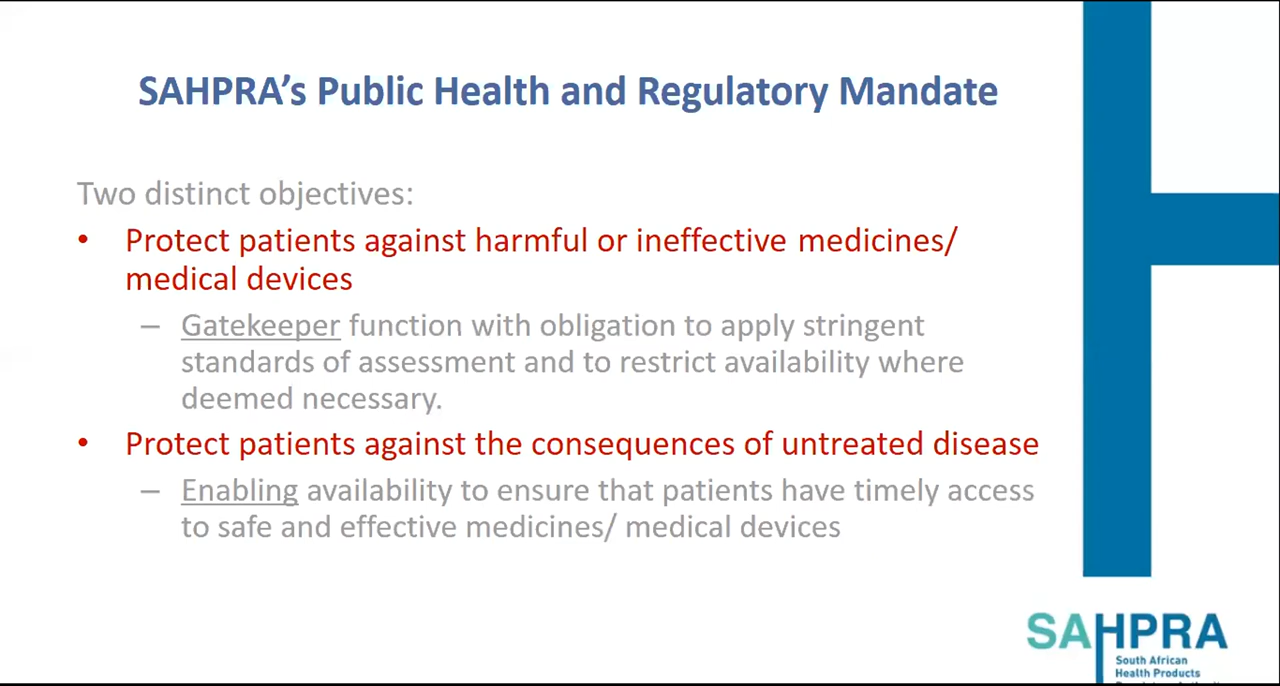 SAHPRA’s Public Health and Regulatory Mandate
Two distinct objectives:
• Protect patients against harmful or ineffective medicines/
medical devices
– Gatekeeper function with obligation to apply stringent
standards of assessment and to restrict availability where
deemed necessary.
• Protect patients against the consequences of untreated disease
– Enabling availability to ensure that patients have timely access
to safe and effective medicines/ medical devices
SAHPRA
South African
Health Products